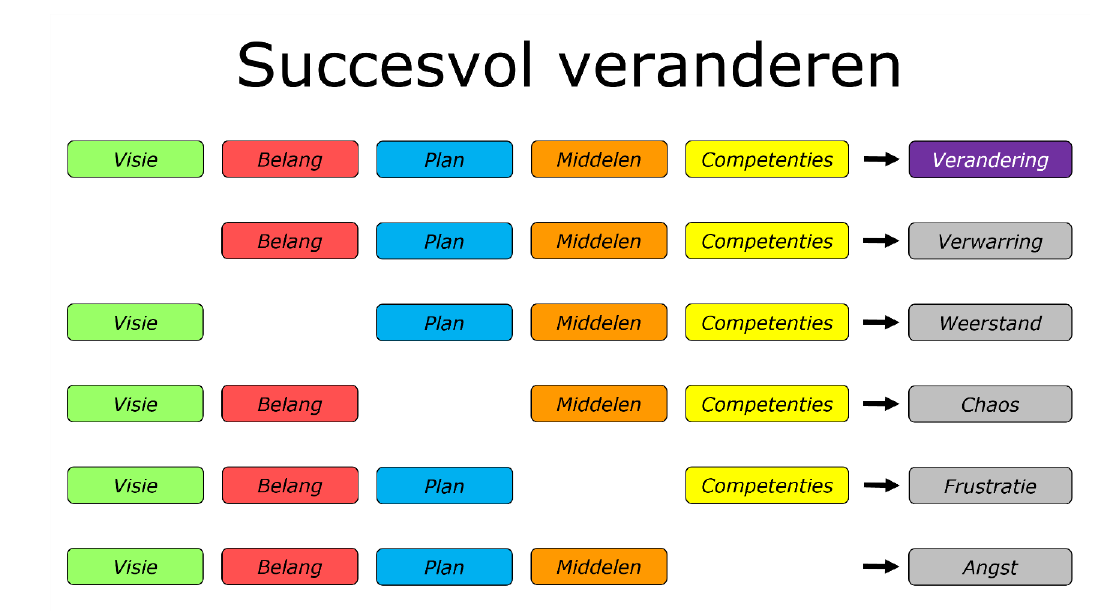 Succesvol veranderen
Visie Belang Plan Middelen Competenties Verandering
Belang Plan Middelen Competenties Verwarring
Visie Plan Middelen Competenties Weerstand
Visie Belang Middelen Competenties Chaos
Visie Belang Plan Competenties Frustratie
Visie Belang Plan Middelen Angst